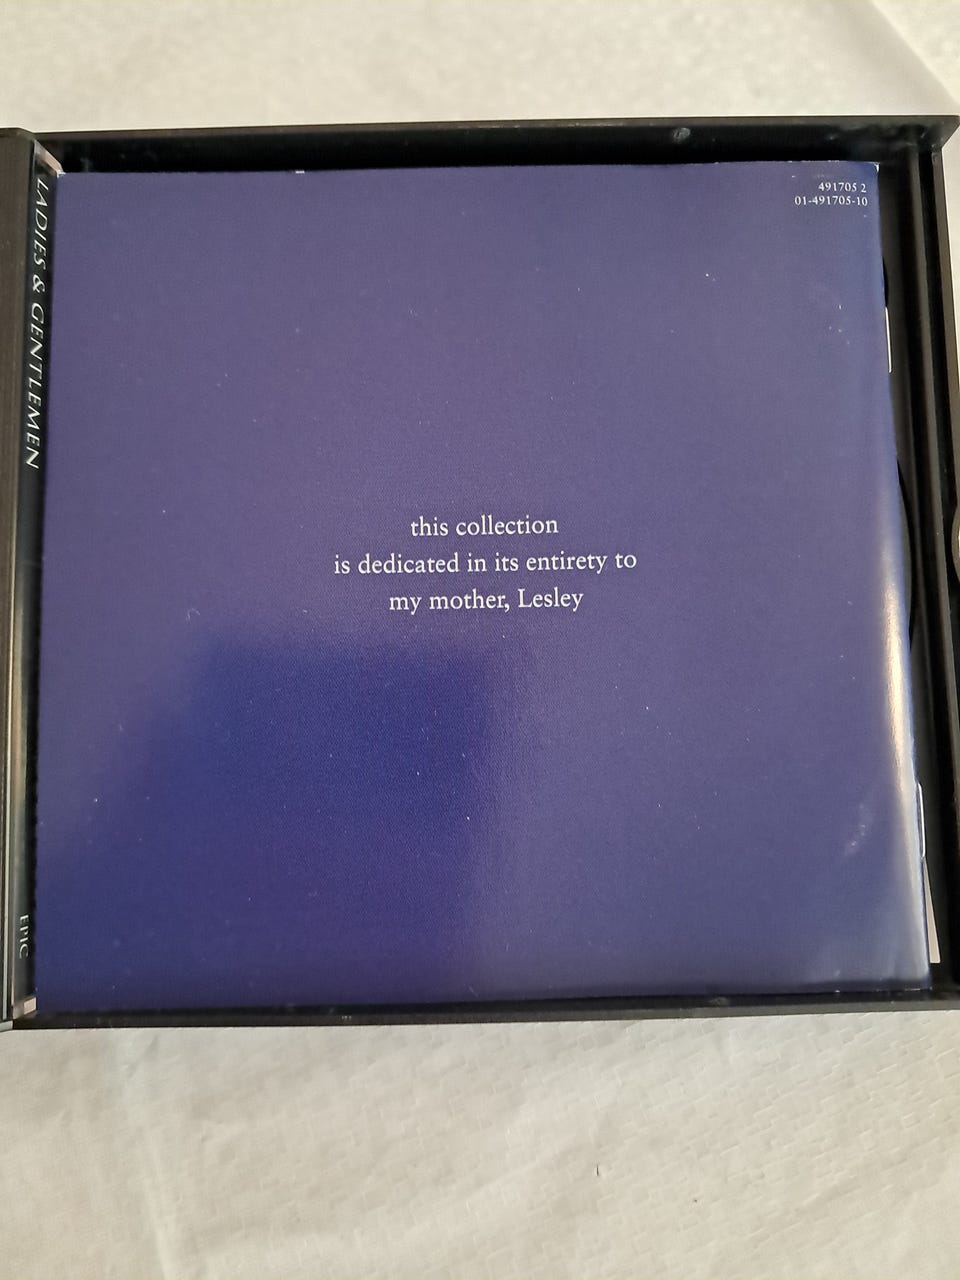 LADIES & GENTLEMEN
EPIC
491705 2
01-491705-10
this collection
is dedicated in its entirety to
my mother, Lesley